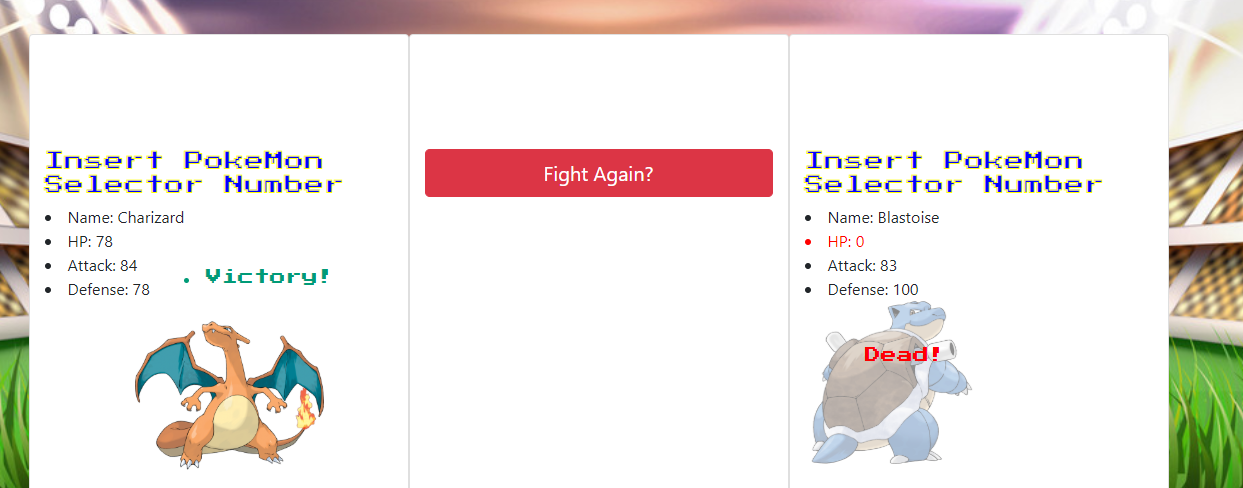 Insert PokeMon
Selector Number
Name: Charizard
HP: 78
Attack: 84
Defense: 78
Victory!
Fight Again?
Insert PokeMon
Selector Number
Name: Blastoise
HP: 0
Attack: 83
Defense: 100
Dead!